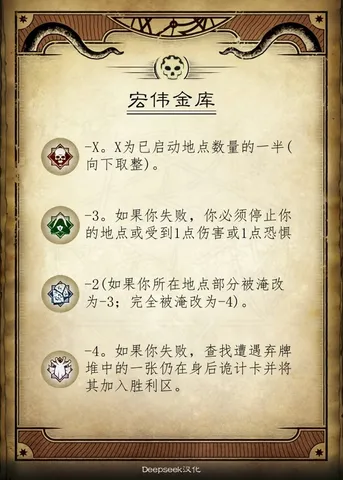 宏伟金库
-X。X为已启动地点数量的一半(
向下取整)。
-3。如果你失败，你必须停止你
的地点或受到1点伤害或1点恐惧
-2(如果你所在地点部分被淹改
为-3；完全被淹改为-4)。
-4。如果你失败，查找遭遇弃牌
堆中的一张仍在身后诡计卡并将
其加入胜利区。
Deepseek汉化